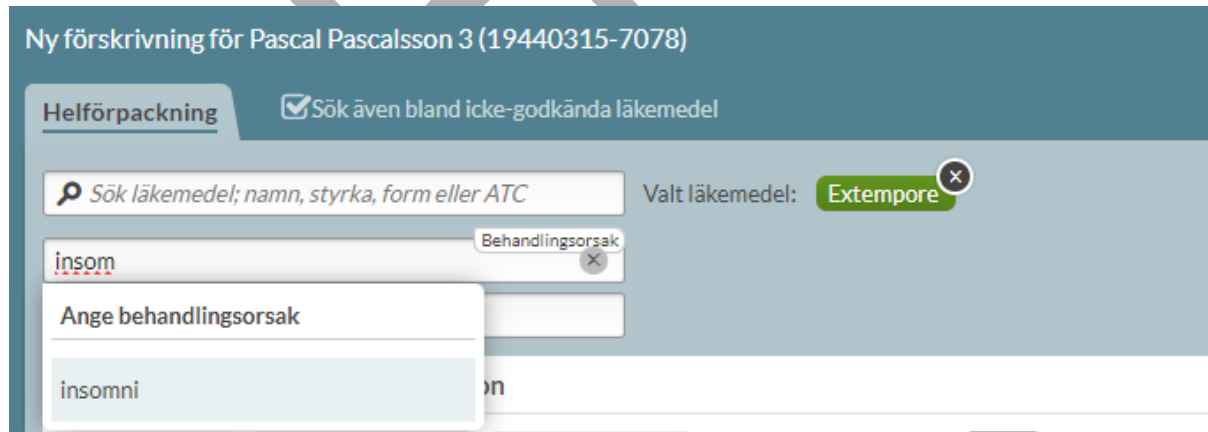 Ny förskrivning för Pascal Pascalsson 3 (19440315-7078)
Helförpackning Sök även bland icke-godkända läkemedel
Sök läkemedel; namn, styrka, form eller ATC Valt läkemedel: Extempore
Behandlingsorsak
insom
Ange behandlingsorsak
insomni